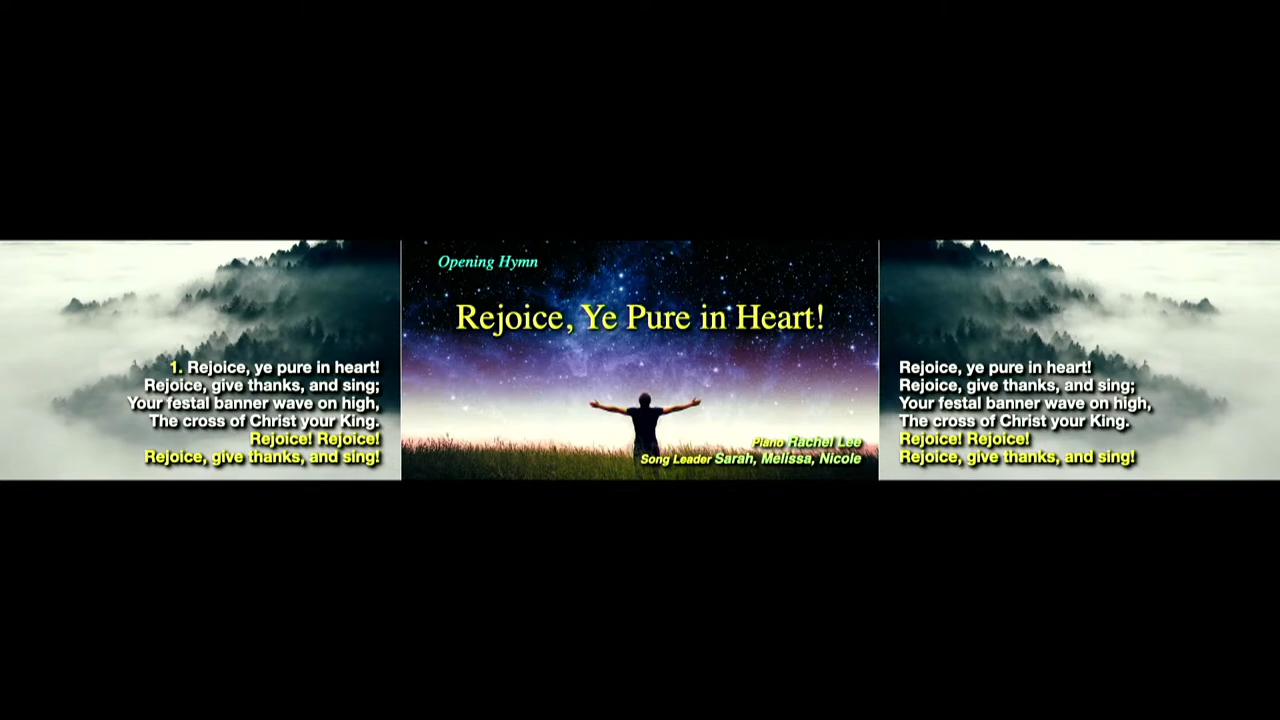 1. Rejoice, ye pure in heart!
Rejoice, give thanks, and sing;
Your festal banner wave on high,
The cross of Christ your King.
Rejoice! Rejoice!
Rejoice, give thanks, and sing!
Opening Hymn
Rejoice, Ye Pure in Heart!
Piano Rachel Lee
Song Leader Sarah, Melissa, Nicole
Rejoice, ye pure in heart!
Rejoice, give thanks, and sing;
Your festal banner wave on high,
The cross of Christ your King.
Rejoice! Rejoice!
Rejoice, give thanks, and sing!